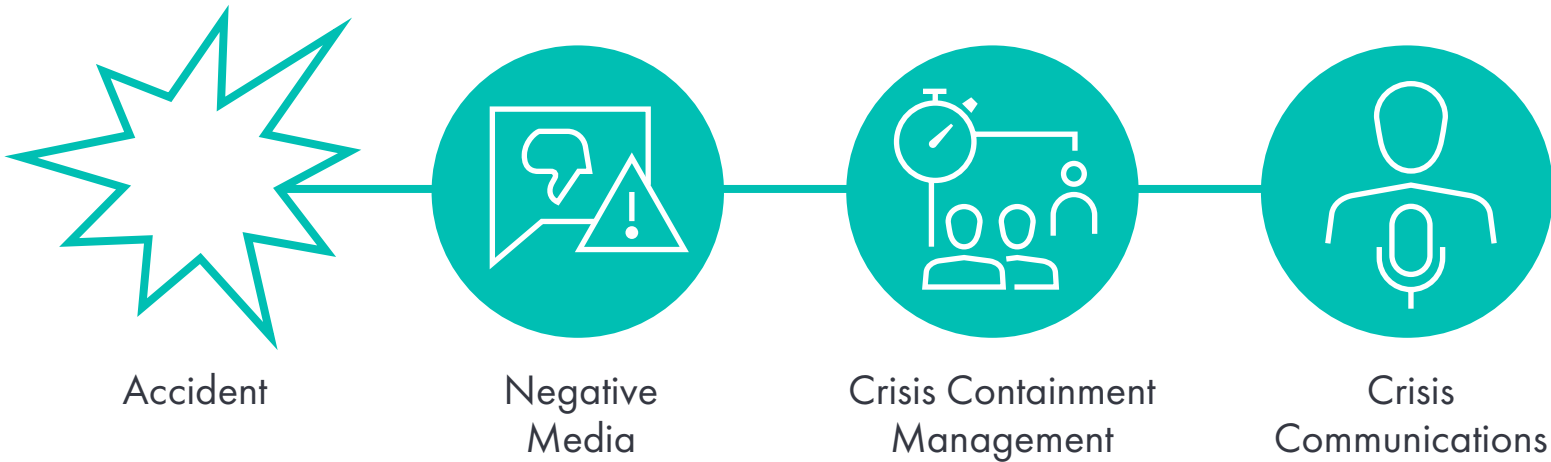 Accident
Negative
Media
Crisis Containment
Management
Crisis
Communications